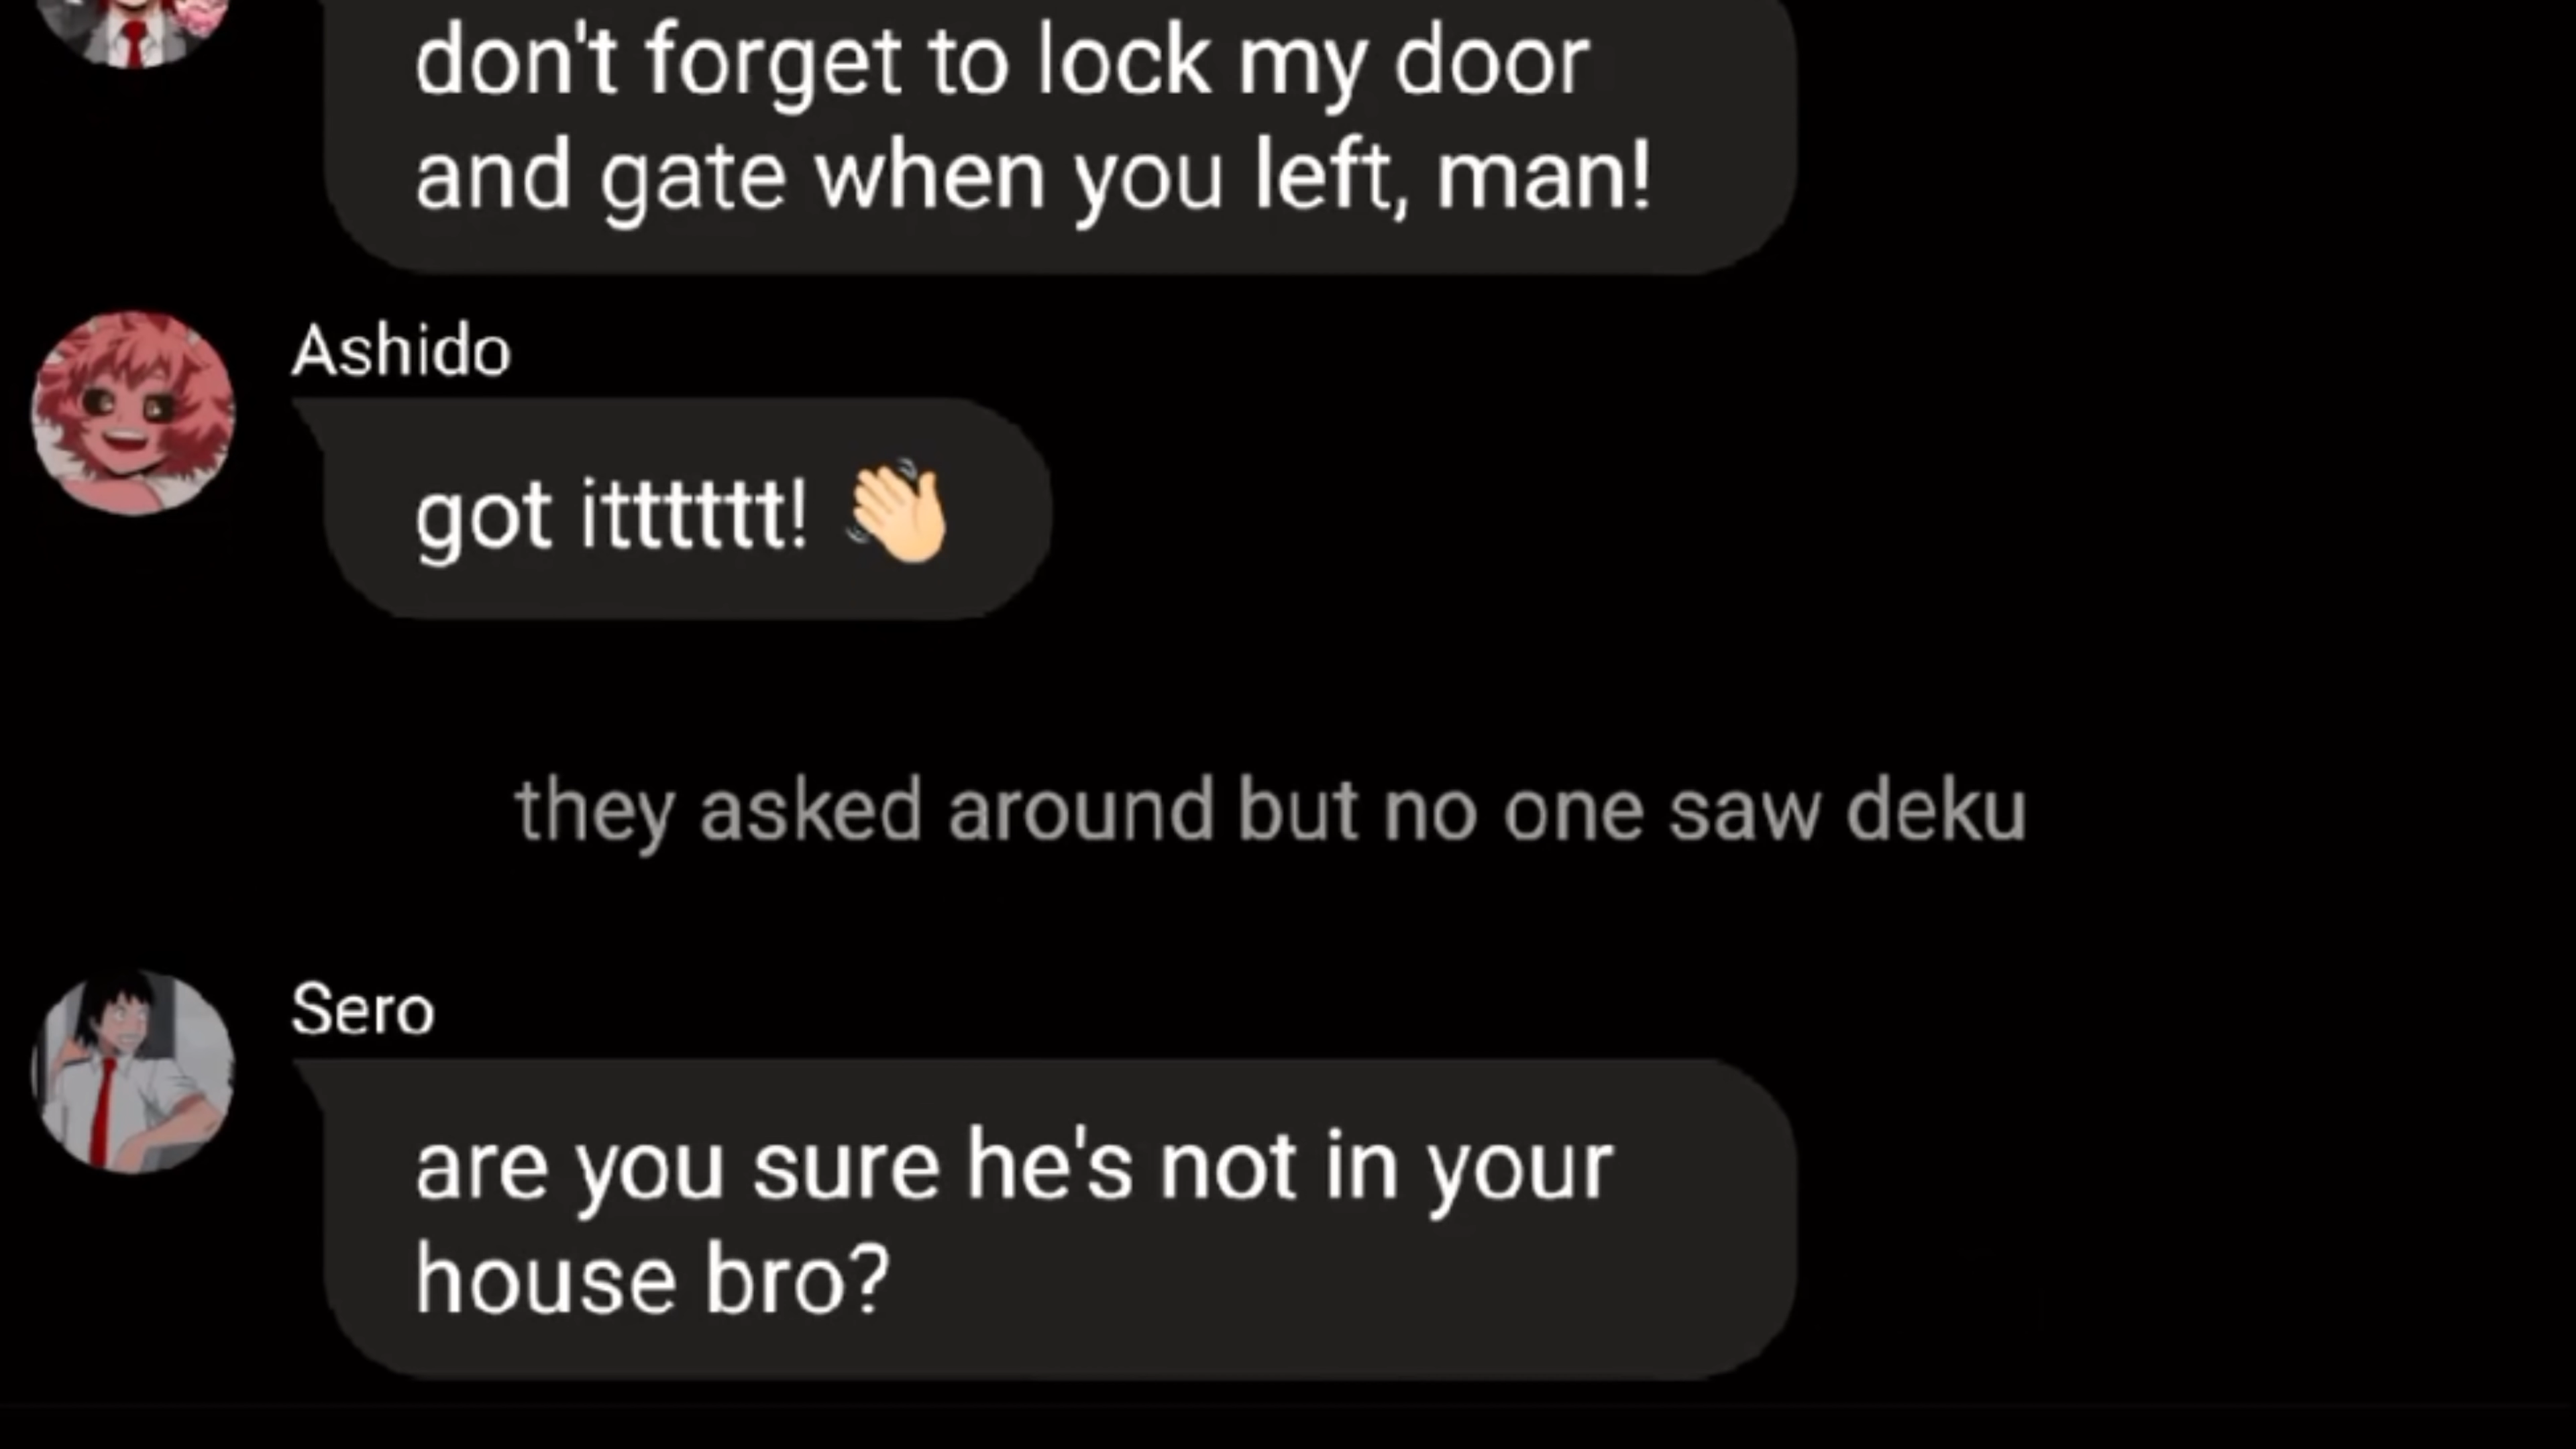 don't forget to lock my door
and gate when you left, man!
Ashido
got itttttt! 👋
they asked around but no one saw deku
Sero
are you sure he's not in your
house bro?